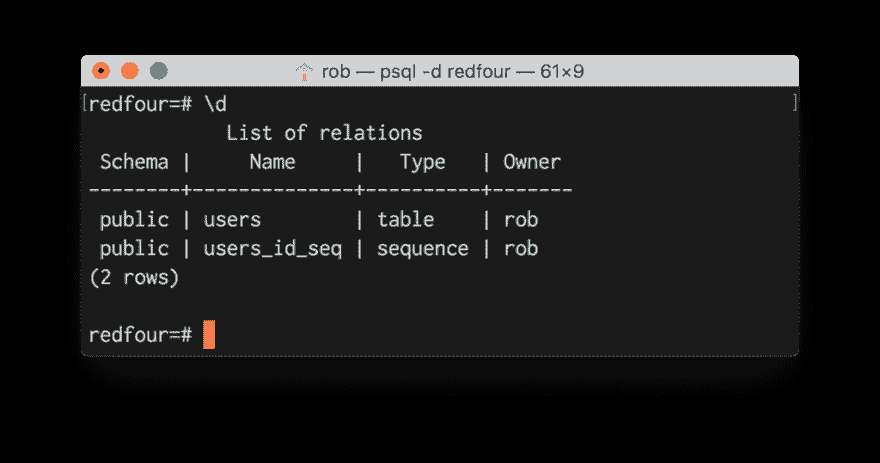 rob — psql -d redfour — 61×9
[redfour=# \d ]
List of relations
Schema | Name | Type | Owner
--------+--------------+----------+-------
public | users | table | rob
public | users_id_seq | sequence | rob
(2 rows)
redfour=#